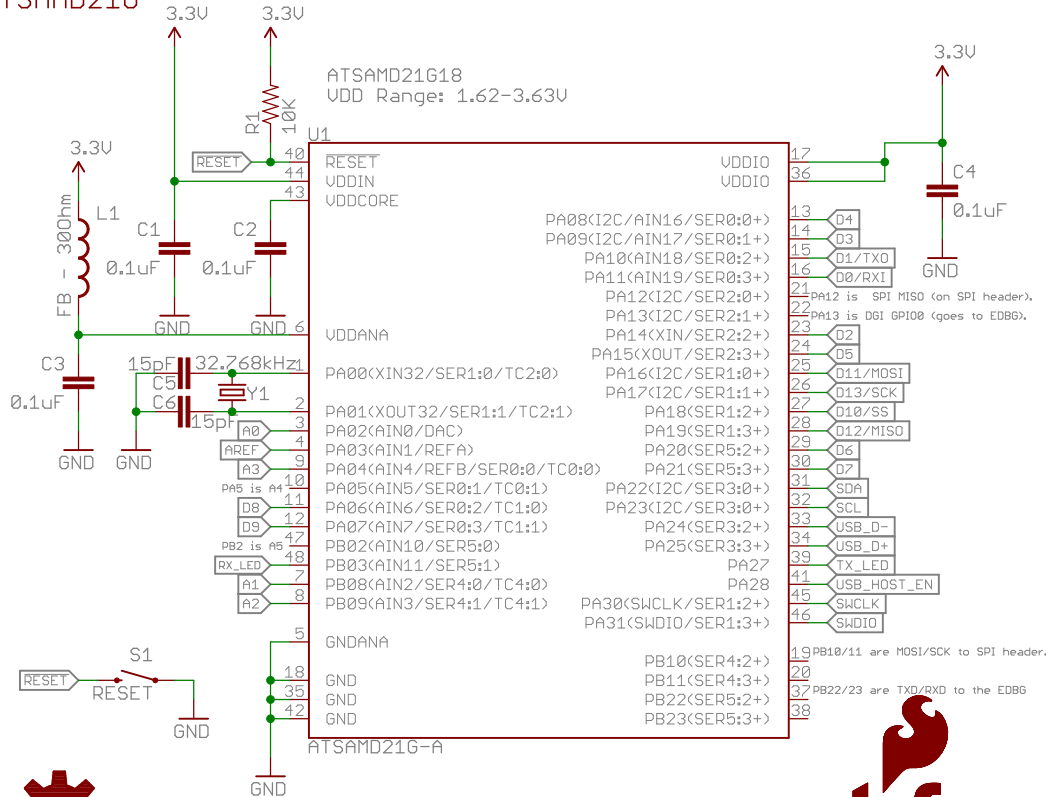 3.3V
3.3V
ATSAMD21G18
VDD Range: 1.62-3.63V
3.3V
R1
10K
U1
3.3V
RESET
40
RESET
44
VDDIN
43
VDDCORE
VDDIO
17
VDDIO
36
C4
0.1uF
GND
L1
FB - 30Ohm
C1
0.1uF
C2
0.1uF
GND
GND
PA08(I2C/AIN16/SER0:0+)
13
D4
PA09(I2C/AIN17/SER0:1+)
14
D3
PA10(AIN18/SER0:2+)
15
D1/TXO
PA11(AIN19/SER0:3+)
16
D0/RXI
PA12(I2C/SER2:0+)
21
PA12 is SPI MISO (on SPI header).
PA13(I2C/SER2:1+)
22
PA13 is DGI GPIO0 (goes to EDBG).
6
VDDANA
PA14(XIN/SER2:2+)
23
D2
PA15(XOUT/SER2:3+)
24
D5
C3
0.1uF
GND
15pF
C5
32.768kHz
1
PA00(XIN32/SER1:0/TC2:0)
Y1
PA16(I2C/SER1:0+)
25
D11/MOSI
PA17(I2C/SER1:1+)
26
D13/SCK
C6
15pF
GND
2
PA01(XOUT32/SER1:1/TC2:1)
PA18(SER1:2+)
27
D10/SS
A0
3
PA02(AIN0/DAC)
PA19(SER1:3+)
28
D12/MISO
AREF
4
PA03(AIN1/REFA)
PA20(SER5:2+)
29
D6
A3
9
PA04(AIN4/REFB/SER0:0/TC0:0)
PA21(SER5:3+)
30
D7
PA5 is A4
10
PA05(AIN5/SER0:1/TC0:1)
PA22(I2C/SER3:0+)
31
SDA
D8
11
PA06(AIN6/SER0:2/TC1:0)
PA23(I2C/SER3:0+)
32
SCL
D9
12
PA07(AIN7/SER0:3/TC1:1)
PA24(SER3:2+)
33
USB_D-
PB2 is A5
47
PB02(AIN10/SER5:0)
PA25(SER3:3+)
34
USB_D+
RX_LED
48
PB03(AIN11/SER5:1)
PA27
39
TX_LED
A1
7
PB08(AIN2/SER4:0/TC4:0)
PA28
41
USB_HOST_EN
A2
8
PB09(AIN3/SER4:1/TC4:1)
PA30(SWCLK/SER1:2+)
45
SWCLK
PA31(SWDIO/SER1:3+)
46
SWDIO
5
GNDANA
PB10(SER4:2+)
19
PB10/11 are MOSI/SCK to SPI header.
18
GND
PB11(SER4:3+)
20
35
GND
PB22(SER5:2+)
37
PB22/23 are TXD/RXD to the EDBG
42
GND
PB23(SER5:3+)
38
S1
RESET
RESET
GND
ATSAMD21G-A
GND